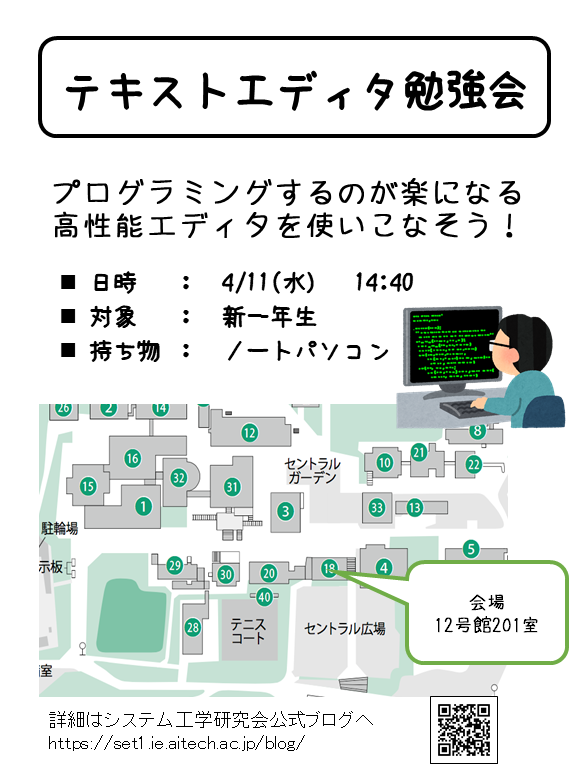 テキストエディタ勉強会
プログラミングするのが楽になる
高性能エディタを使いこなそう！
■ 日時 ： 4/11(水) 14:40
■ 対象 ： 新一年生
■ 持ち物 ： ノートパソコン
26
2
14
12
8
16
32
31
セントラル
ガーデン
10
21
22
15
1
3
33
13
駐輪場
示板
29
30
20
18
4
5
40
28
テニス
コート
セントラル広場
室
会場
12号館201室
詳細はシステム工学研究会公式ブログへ
https://set1.ie.aitech.ac.jp/blog/